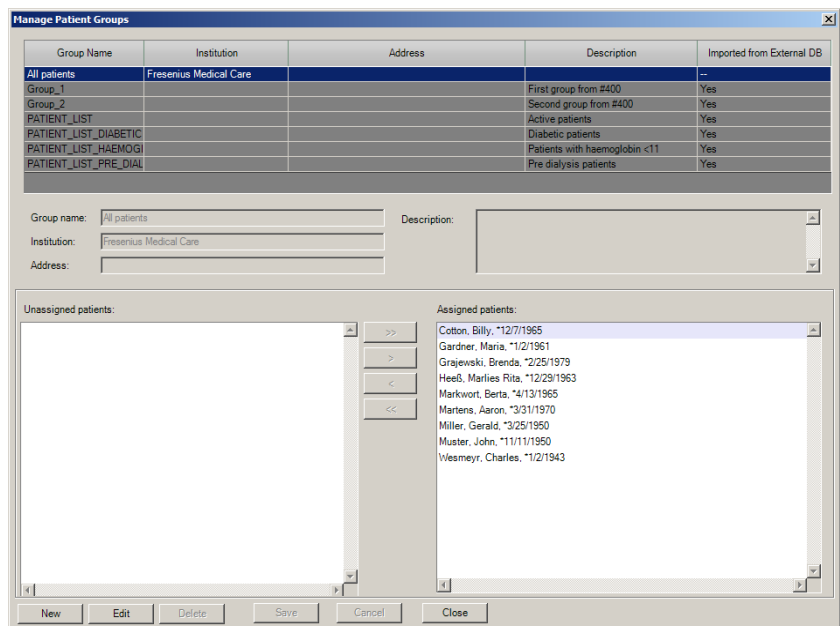 Manage Patient Groups
Group Name Institution Address Description Imported from External DB
All patients Fresenius Medical Care --
Group_1 First group from #400 Yes
Group_2 Second group from #400 Yes
PATIENT_LIST Active patients Yes
PATIENT_LIST_DIABETIC Diabetic patients Yes
PATIENT_LIST_HAEMOGI Patients with haemoglobin <11 Yes
PATIENT_LIST_PRE_DIAL Pre dialysis patients Yes
Group name: All patients Description:
Institution: Fresenius Medical Care
Address:
Unassigned patients: Assigned patients:
>> Cotton, Billy, *12/7/1965
Gardner, Maria, *1/2/1961
> Grajewski, Brenda, *2/25/1979
< Heeß, Marlies Rita, *12/29/1963
Markwort, Berta, *4/13/1965
<< Martens, Aaron, *3/31/1970
Miller, Gerald, *3/25/1950
Muster, John, *11/11/1950
Wesmeyr, Charles, *1/2/1943
New Edit Delete Save Cancel Close